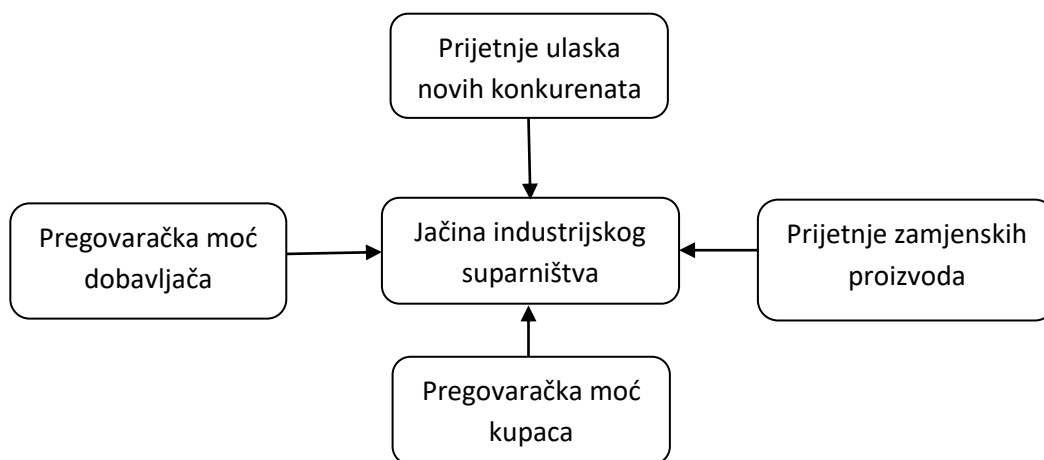 Prijetnje ulaska
novih konkurenata
Pregovaračka moć
dobavljača
Jačina industrijskog
suparništva
Prijetnje zamjenskih
proizvoda
Pregovaračka moć
kupaca